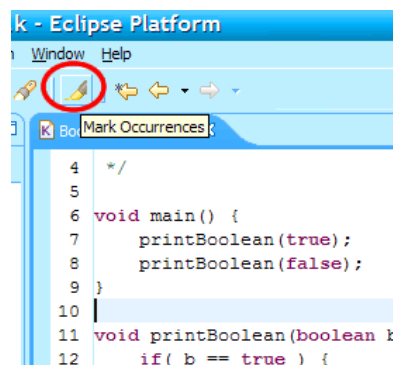 k - Eclipse Platform
Window Help
K Bo
Mark Occurrences
4 */
5
6 void main() {
7 printBoolean(true);
8 printBoolean(false);
9 }
10
11 void printBoolean(boolean b
12 if( b == true ) {